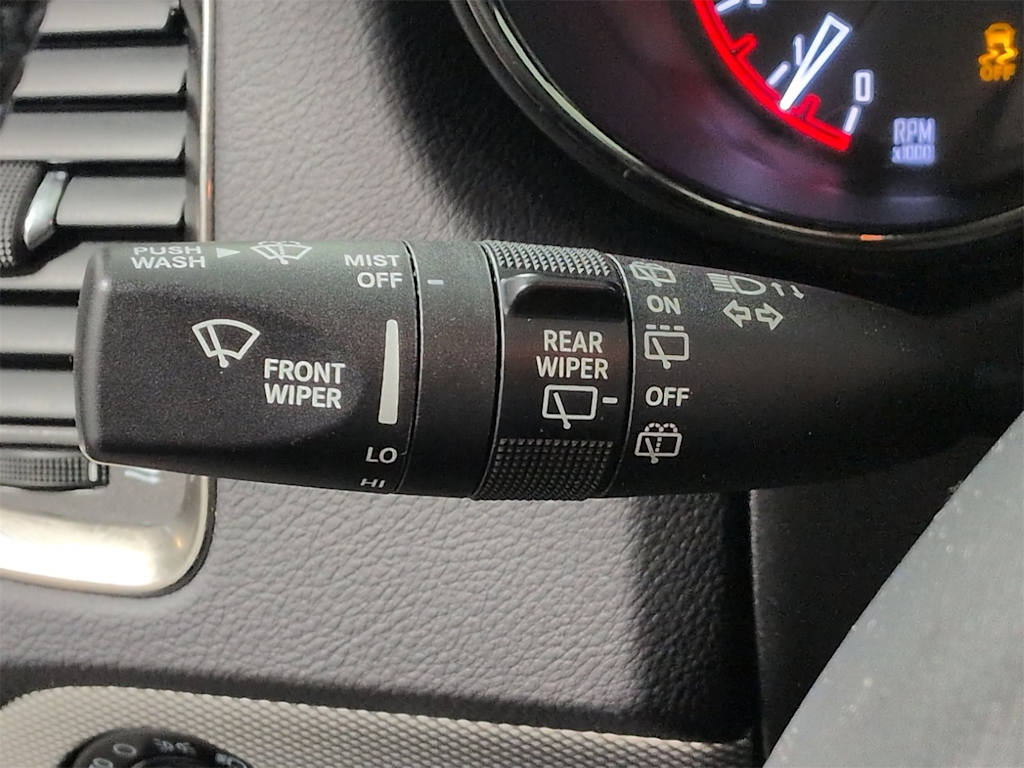 1
0
RPM
x1000
OFF
PUSH
WASH
MIST
OFF
FRONT
WIPER
LO
HI
REAR
WIPER
ON
OFF